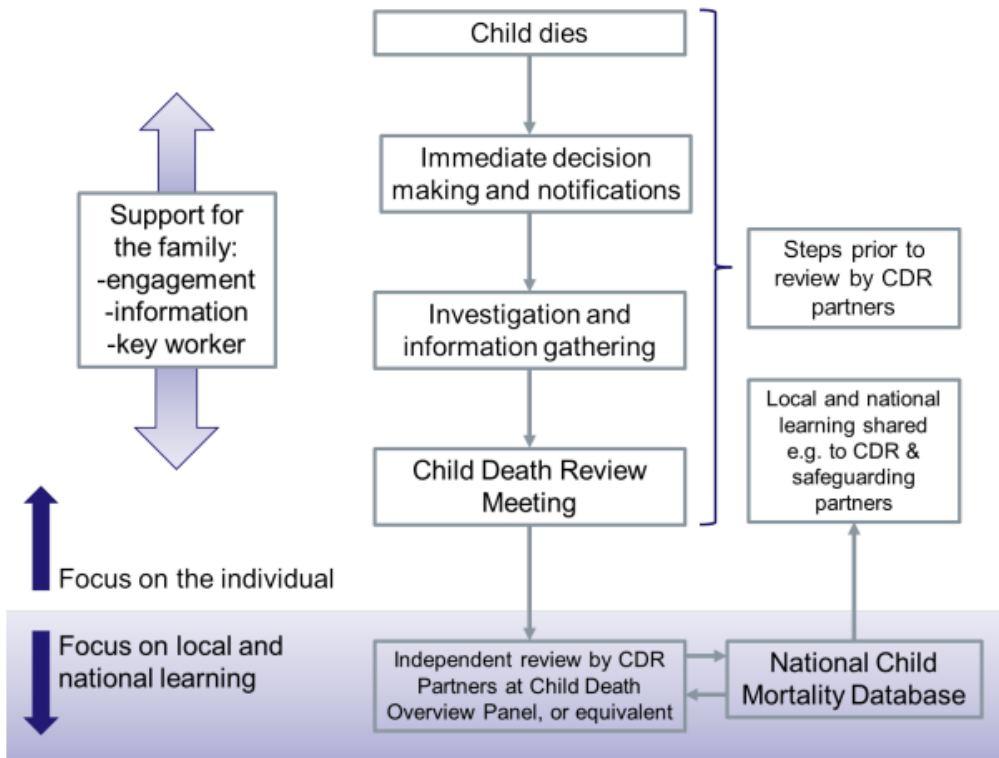 Child dies
Immediate decision
making and notifications
Support for
the family:
-engagement
-information
-key worker
Steps prior to
review by CDR
partners
Investigation and
information gathering
Local and national
learning shared
e.g. to CDR &
safeguarding
partners
Child Death Review
Meeting
Focus on the individual
Focus on local and
national learning
Independent review by CDR
Partners at Child Death
Overview Panel, or equivalent
National Child
Mortality Database